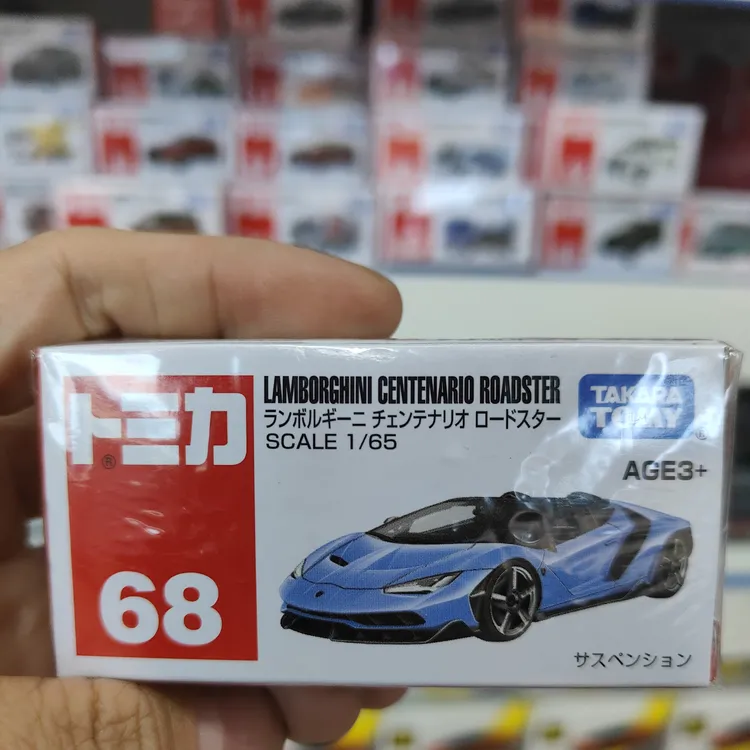 トミカ
®
68
LAMBORGHINI CENTENARIO ROADSTER
ランボルギーニ チェンテナリオ ロードスター
SCALE 1/65
TAKARA
TOMY
AGE3+
サスペンション